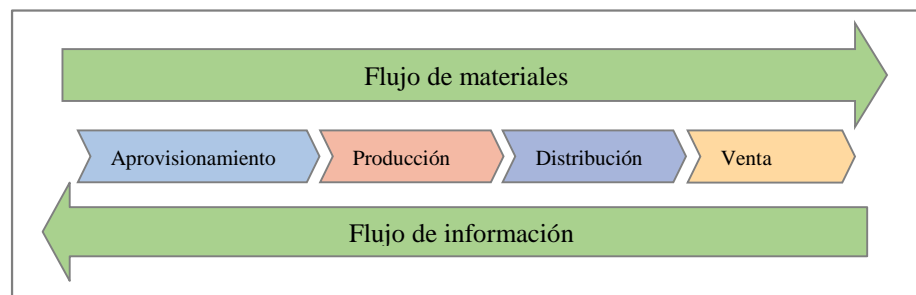 Flujo de materiales
Aprovisionamiento
Producción
Distribución
Venta
Flujo de información